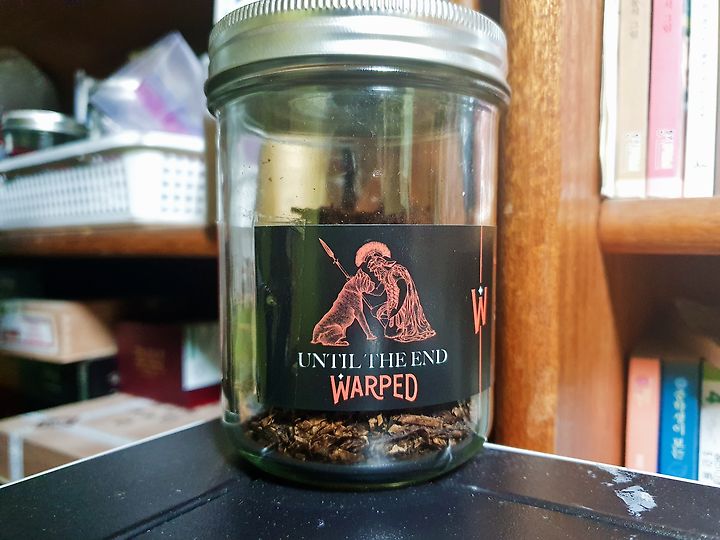 UNTIL THE END
WARPED
W